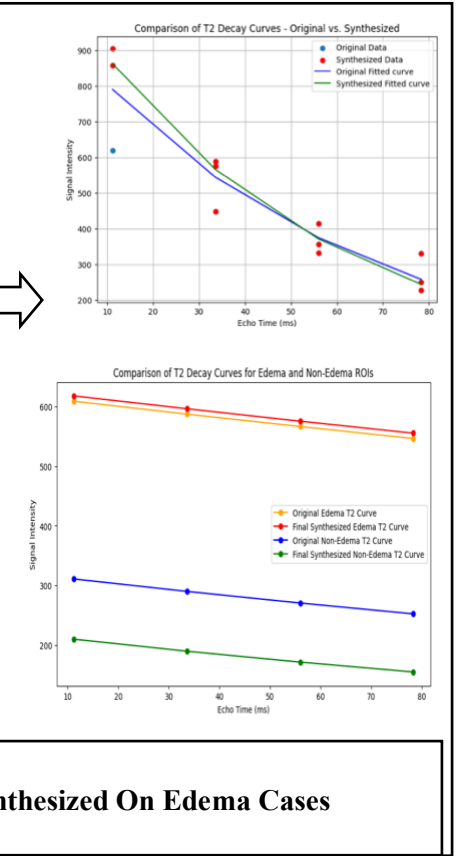 Comparison of T2 Decay Curves - Original vs. Synthesized
Original Data
Synthesized Data
Original Fitted curve
Synthesized Fitted curve
900
800
700
600
500
400
300
200
Signal Intensity
10 20 30 40 50 60 70 80
Echo Time (ms)
Comparison of T2 Decay Curves for Edema and Non-Edema ROIs
600
500
400
300
200
Signal Intensity
Original Edema T2 Curve
Final Synthesized Edema T2 Curve
Original Non-Edema T2 Curve
Final Synthesized Non-Edema T2 Curve
10 20 30 40 50 60 70 80
Echo Time (ms)
nthesized On Edema Cases